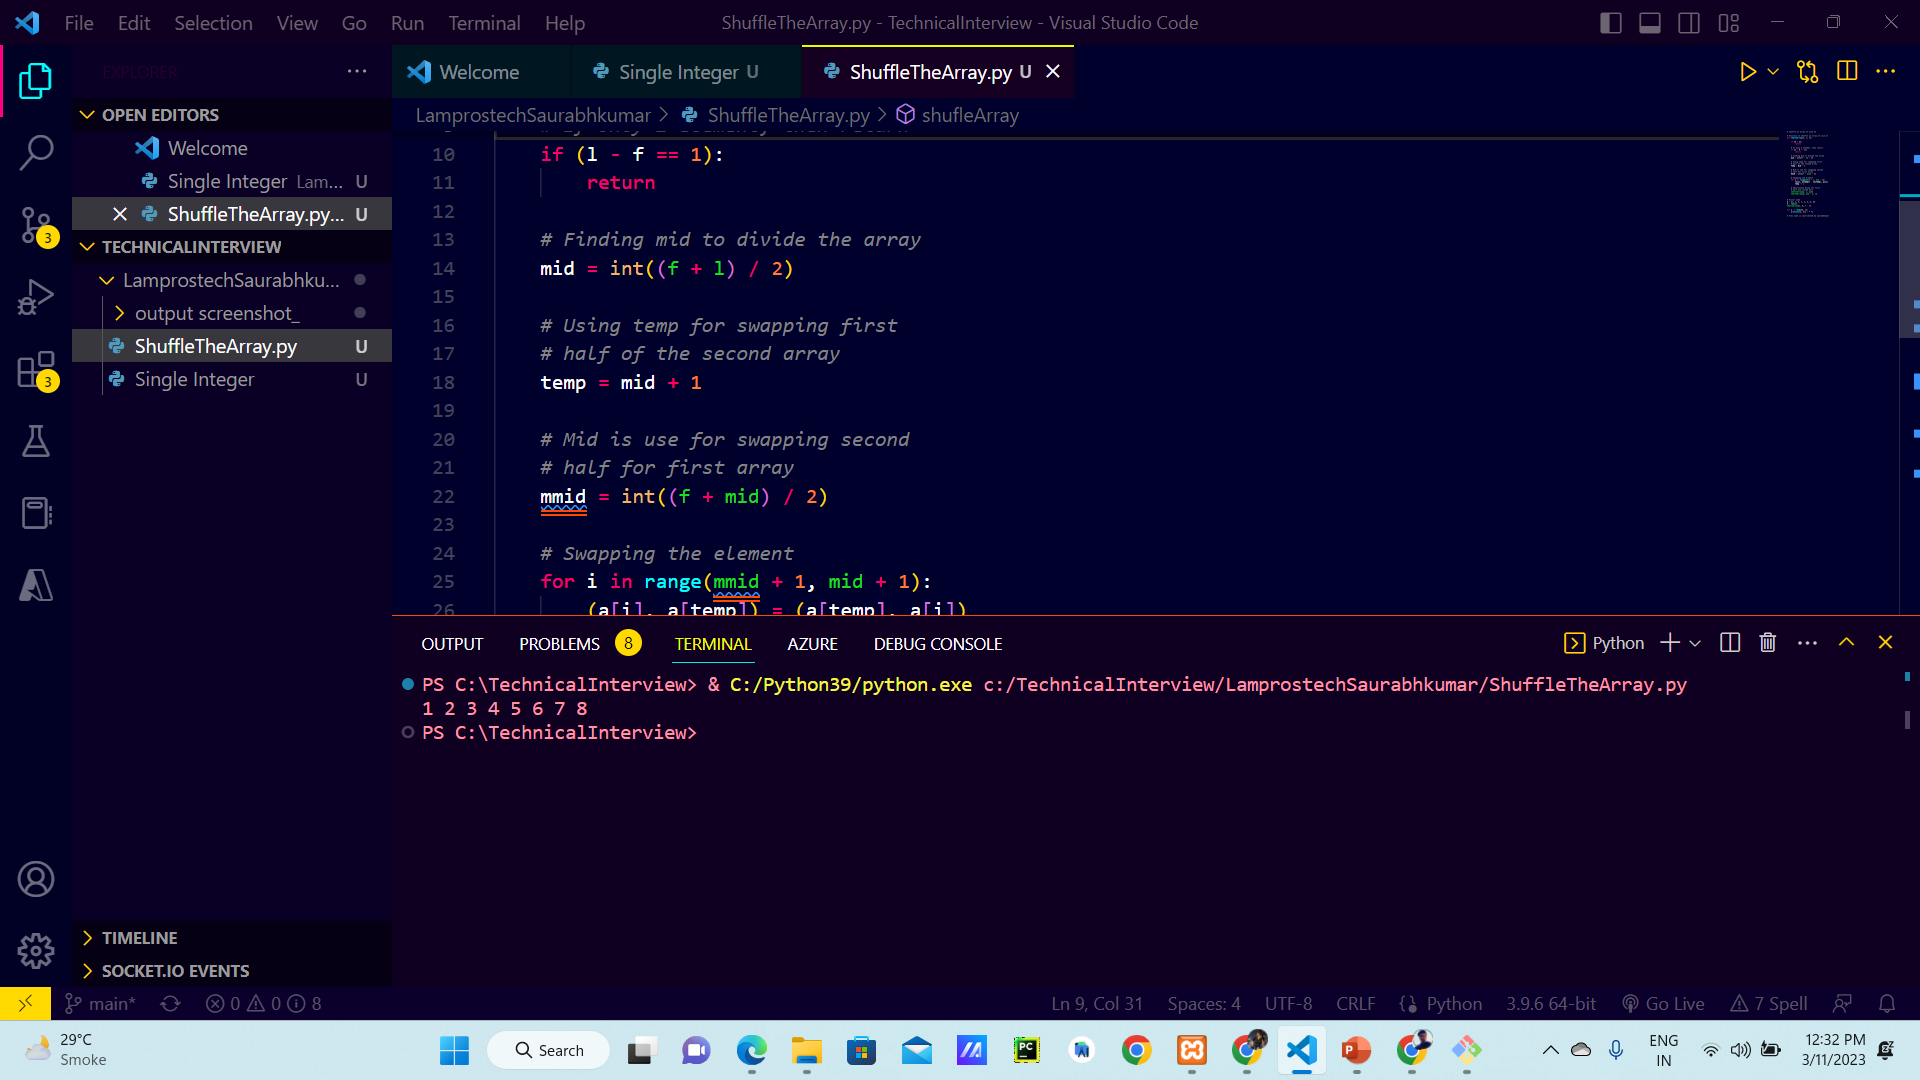 File Edit Selection View Go Run Terminal Help
ShuffleTheArray.py - TechnicalInterview - Visual Studio Code
EXPLORER
OPEN EDITORS
Welcome
Single Integer Lam... U
ShuffleTheArray.py... U
TECHNICALINTERVIEW
LamprostechSaurabhku...
output screenshot_
ShuffleTheArray.py U
Single Integer U
TIMELINE
SOCKET.IO EVENTS
Welcome
Single Integer U
ShuffleTheArray.py U
LamprostechSaurabhkumar > ShuffleTheArray.py > shufleArray
10 if (l - f == 1):
11 return
12
13 # Finding mid to divide the array
14 mid = int((f + l) / 2)
15
16 # Using temp for swapping first
17 # half of the second array
18 temp = mid + 1
19
20 # Mid is use for swapping second
21 # half for first array
22 mmid = int((f + mid) / 2)
23
24 # Swapping the element
25 for i in range(mmid + 1, mid + 1):
26 (a[i], a[temp]) = (a[temp], a[i])
OUTPUT PROBLEMS 8 TERMINAL AZURE DEBUG CONSOLE
Python
PS C:\TechnicalInterview> & C:/Python39/python.exe c:/TechnicalInterview/LamprostechSaurabhkumar/ShuffleTheArray.py
1 2 3 4 5 6 7 8
PS C:\TechnicalInterview>
3
3
main* 0 0 8
Ln 9, Col 31 Spaces: 4 UTF-8 CRLF Python 3.9.6 64-bit Go Live 7 Spell
29°C
Smoke
Search
ENG
IN
12:32 PM
3/11/2023